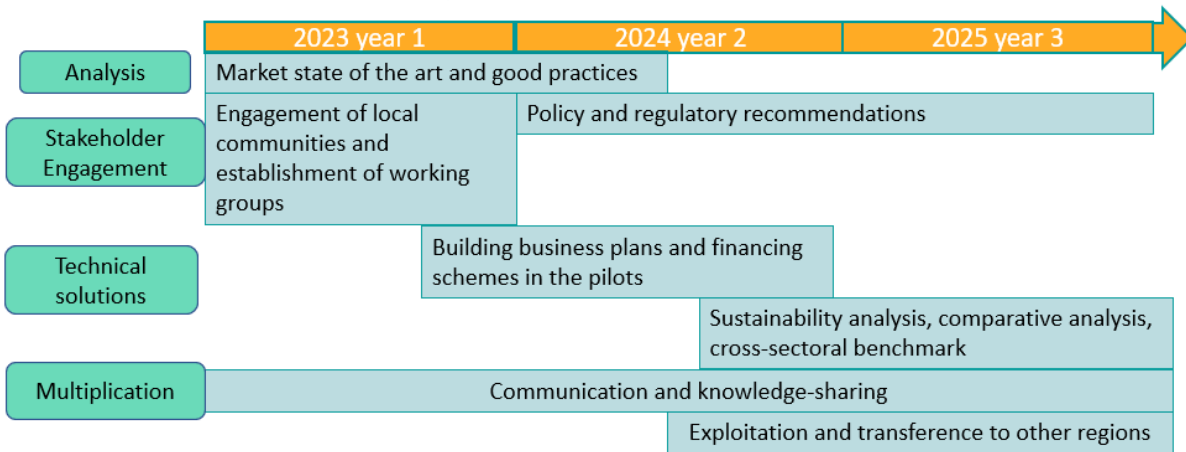 2023 year 1
2024 year 2
2025 year 3
Analysis
Market state of the art and good practices
Stakeholder
Engagement
Engagement of local
communities and
establishment of working
groups
Policy and regulatory recommendations
Technical
solutions
Building business plans and financing
schemes in the pilots
Sustainability analysis, comparative analysis,
cross-sectoral benchmark
Multiplication
Communication and knowledge-sharing
Exploitation and transference to other regions